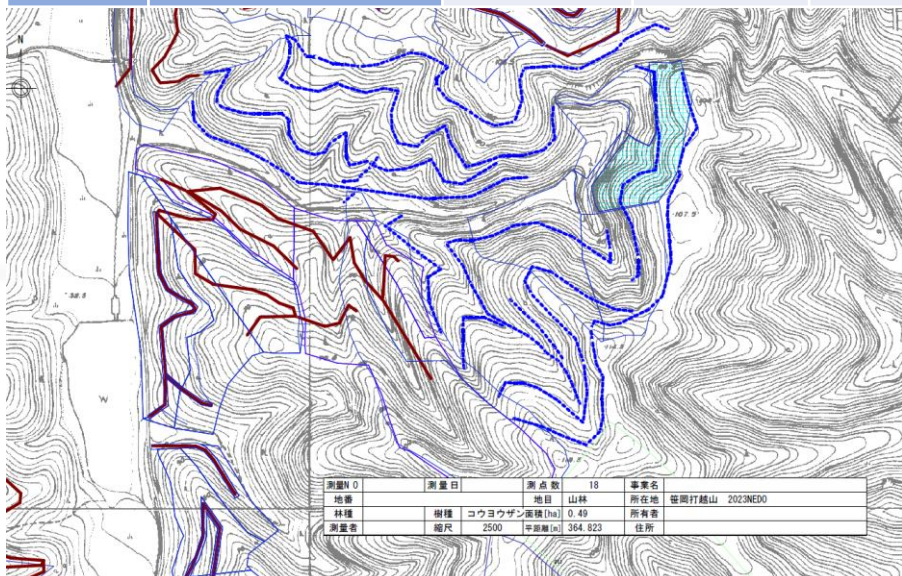 N
107.9
W
測量N0 測量日 測点数 18 事業名
地番 地目 山林 所在地 笹岡打越山 2023NEDO
林種 樹種 コウヨウザン 面積[ha] 0.49 所有者
測量者 縮尺 2500 平距離[m] 364.823 住所